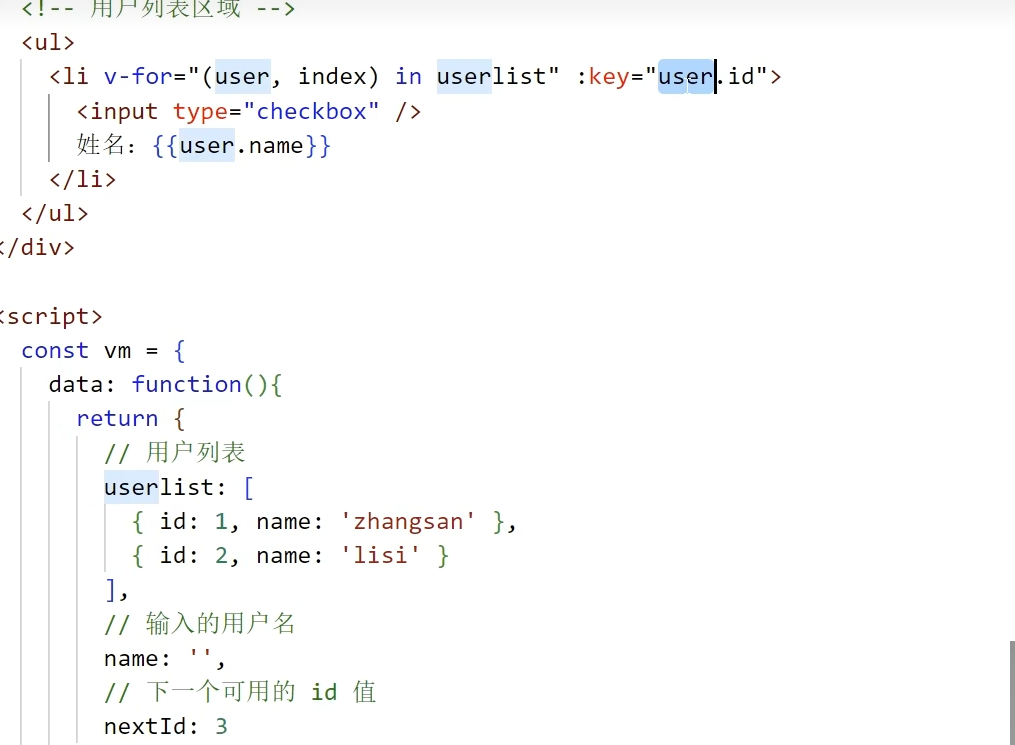 <!-- 用户列表区域 -->
<ul>
<li v-for="(user, index) in userlist" :key="user.id">
<input type="checkbox" />
姓名: {{user.name}}
</li>
</ul>
</div>
<script>
const vm = {
data: function(){
return {
// 用户列表
userlist: [
{ id: 1, name: 'zhangsan' },
{ id: 2, name: 'lisi' }
],
// 输入的用户名
name: '',
// 下一个可用的 id 值
nextId: 3